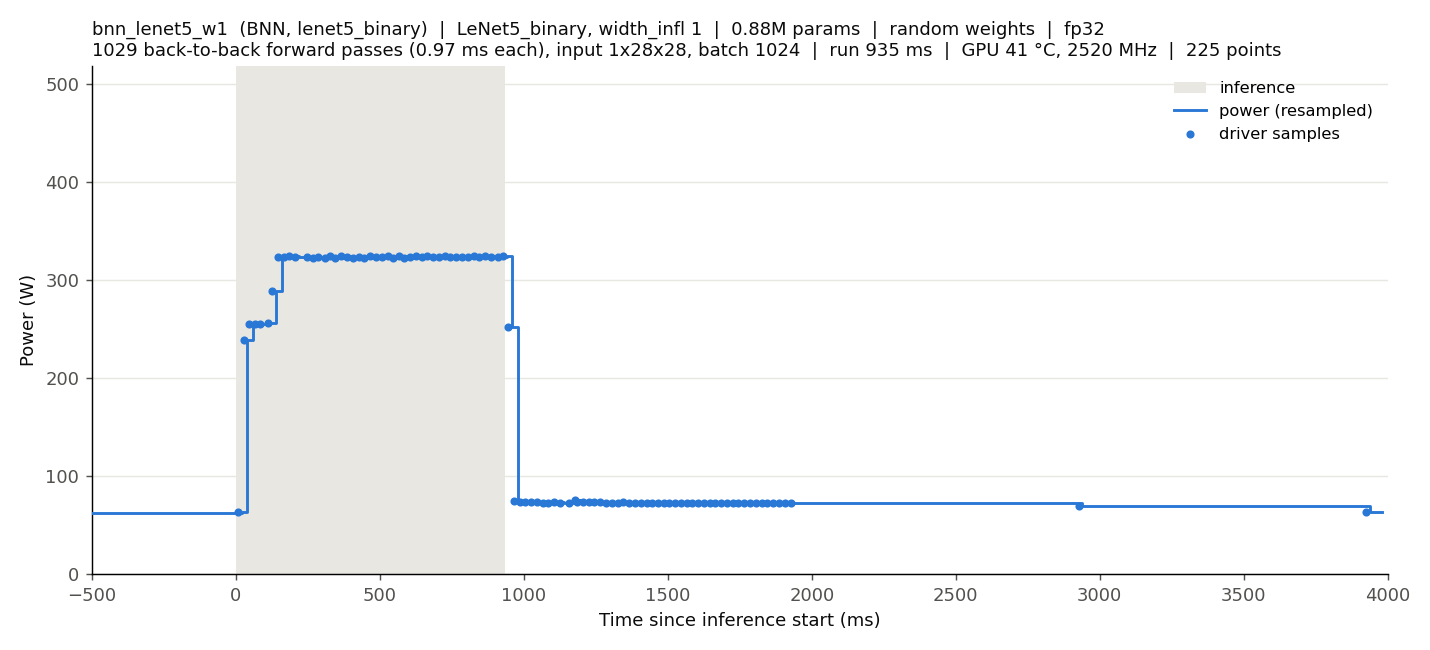 bnn_lenet5_w1  (BNN, lenet5_binary)  |  LeNet5_binary, width_infl 1  |  0.88M params  |  random weights  |  fp32
1029 back-to-back forward passes (0.97 ms each), input 1x28x28, batch 1024  |  run 935 ms  |  GPU 41 °C, 2520 MHz  |  225 points
500
400
300
200
100
0
Power (W)
inference
power (resampled)
driver samples
−500
0
500
1000
1500
2000
2500
3000
3500
4000
Time since inference start (ms)